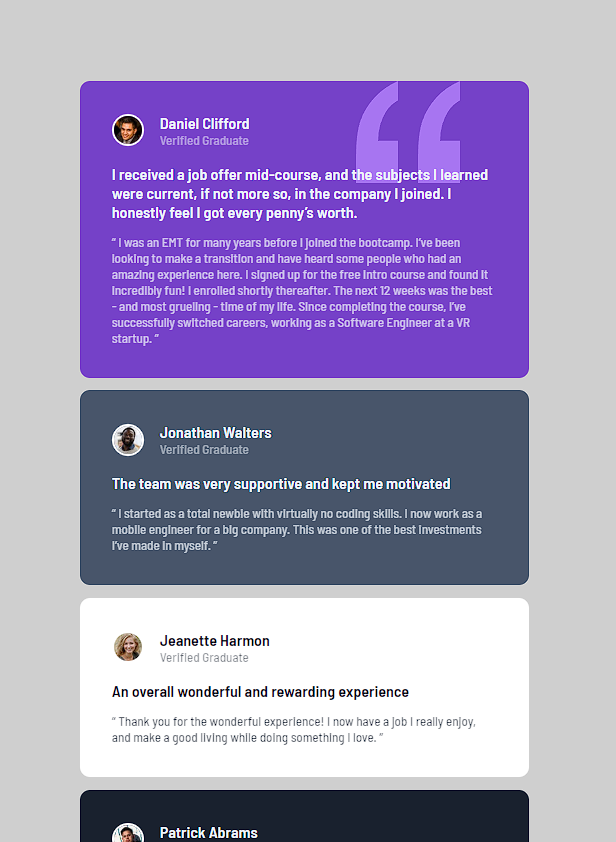 Daniel Clifford
Verified Graduate
I received a job offer mid-course, and the subjects I learned
were current, if not more so, in the company I joined. I
honestly feel I got every penny’s worth.
“ I was an EMT for many years before I joined the bootcamp. I’ve been
looking to make a transition and have heard some people who had an
amazing experience here. I signed up for the free intro course and found it
incredibly fun! I enrolled shortly thereafter. The next 12 weeks was the best
- and most grueling - time of my life. Since completing the course, I’ve
successfully switched careers, working as a Software Engineer at a VR
startup. ”
Jonathan Walters
Verified Graduate
The team was very supportive and kept me motivated
“ I started as a total newbie with virtually no coding skills. I now work as a
mobile engineer for a big company. This was one of the best investments
I’ve made in myself. ”
Jeanette Harmon
Verified Graduate
An overall wonderful and rewarding experience
“ Thank you for the wonderful experience! I now have a job I really enjoy,
and make a good living while doing something I love. ”
Patrick Abrams